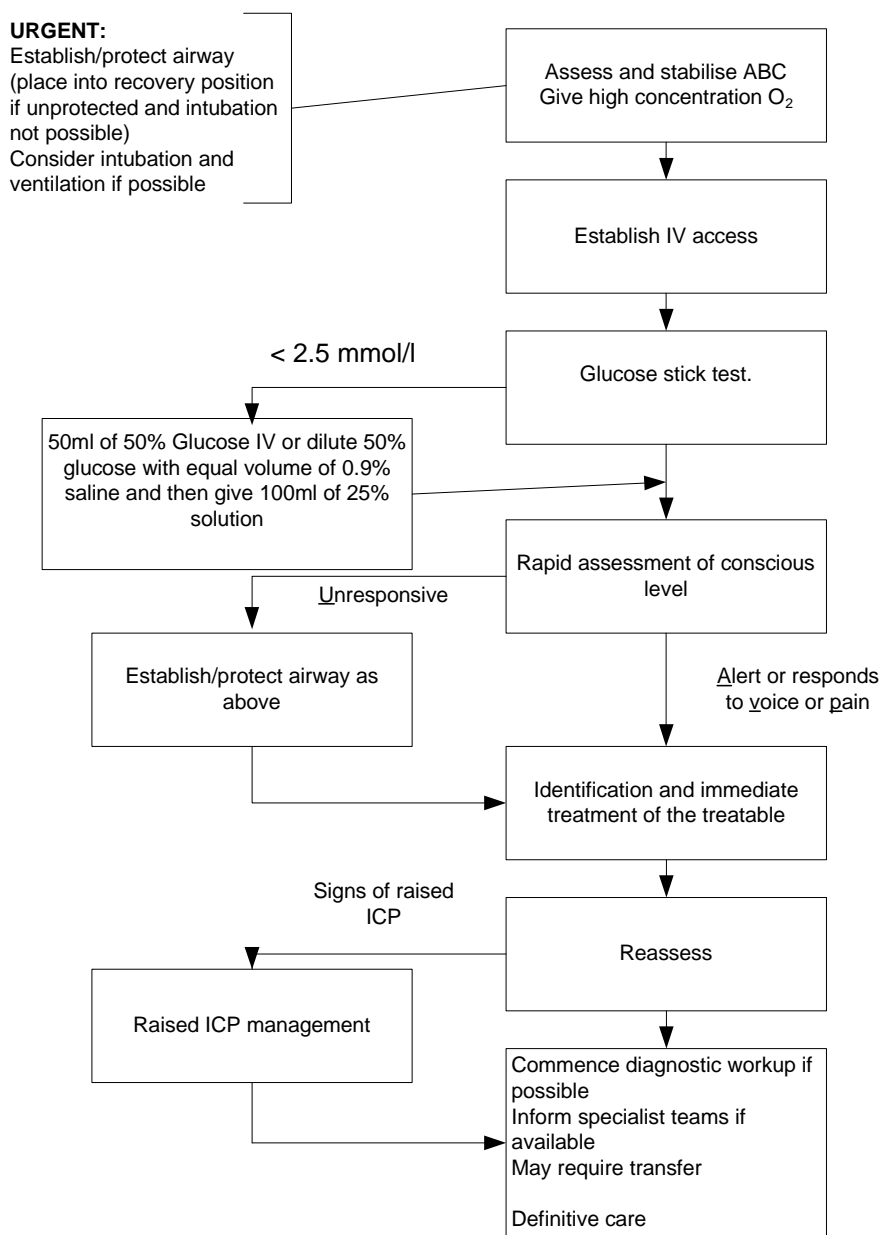 URGENT:
Establish/protect airway
(place into recovery position
if unprotected and intubation
not possible)
Consider intubation and
ventilation if possible
Assess and stabilise ABC
Give high concentration O₂
Establish IV access
Glucose stick test.
< 2.5 mmol/l
50ml of 50% Glucose IV or dilute 50%
glucose with equal volume of 0.9%
saline and then give 100ml of 25%
solution
Rapid assessment of conscious
level
Unresponsive
Establish/protect airway as
above
Alert or responds
to voice or pain
Identification and immediate
treatment of the treatable
Signs of raised
ICP
Reassess
Raised ICP management
Commence diagnostic workup if
possible
Inform specialist teams if
available
May require transfer
Definitive care